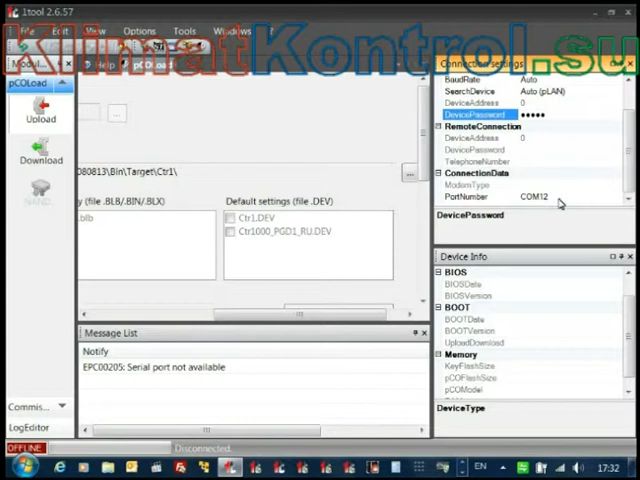 1tool 2.6.57
File Edit View Options Tools Windows ?
KlimatKontrol.su
Modul...
Help pCOLoad
Connection settings
pCOLoad
Upload
Download
NAND...
BaudRate Auto
SearchDevice Auto (pLAN)
DeviceAddress 0
DevicePassword •••••
RemoteConnection
DeviceAddress 0
DevicePassword
TelephoneNumber
ConnectionData
ModemType
PortNumber COM12
DevicePassword
...
080813\Bin\Target\Ctr1\
...
y (file .BLB/.BIN/.BLX)
.blb
Default settings (file .DEV)
Ctr1.DEV
Ctr1000_PGD1_RU.DEV
Device Info
BIOS
BIOSDate
BIOSVersion
BOOT
BOOTDate
BOOTVersion
UploadDownload
Memory
KeyFlashSize
pCOFlashSize
pCOModel
DeviceType
Message List
Notify
EPC00205: Serial port not available
Commis...
LogEditor
OFFLINE
Disconnected.
EN
17:32